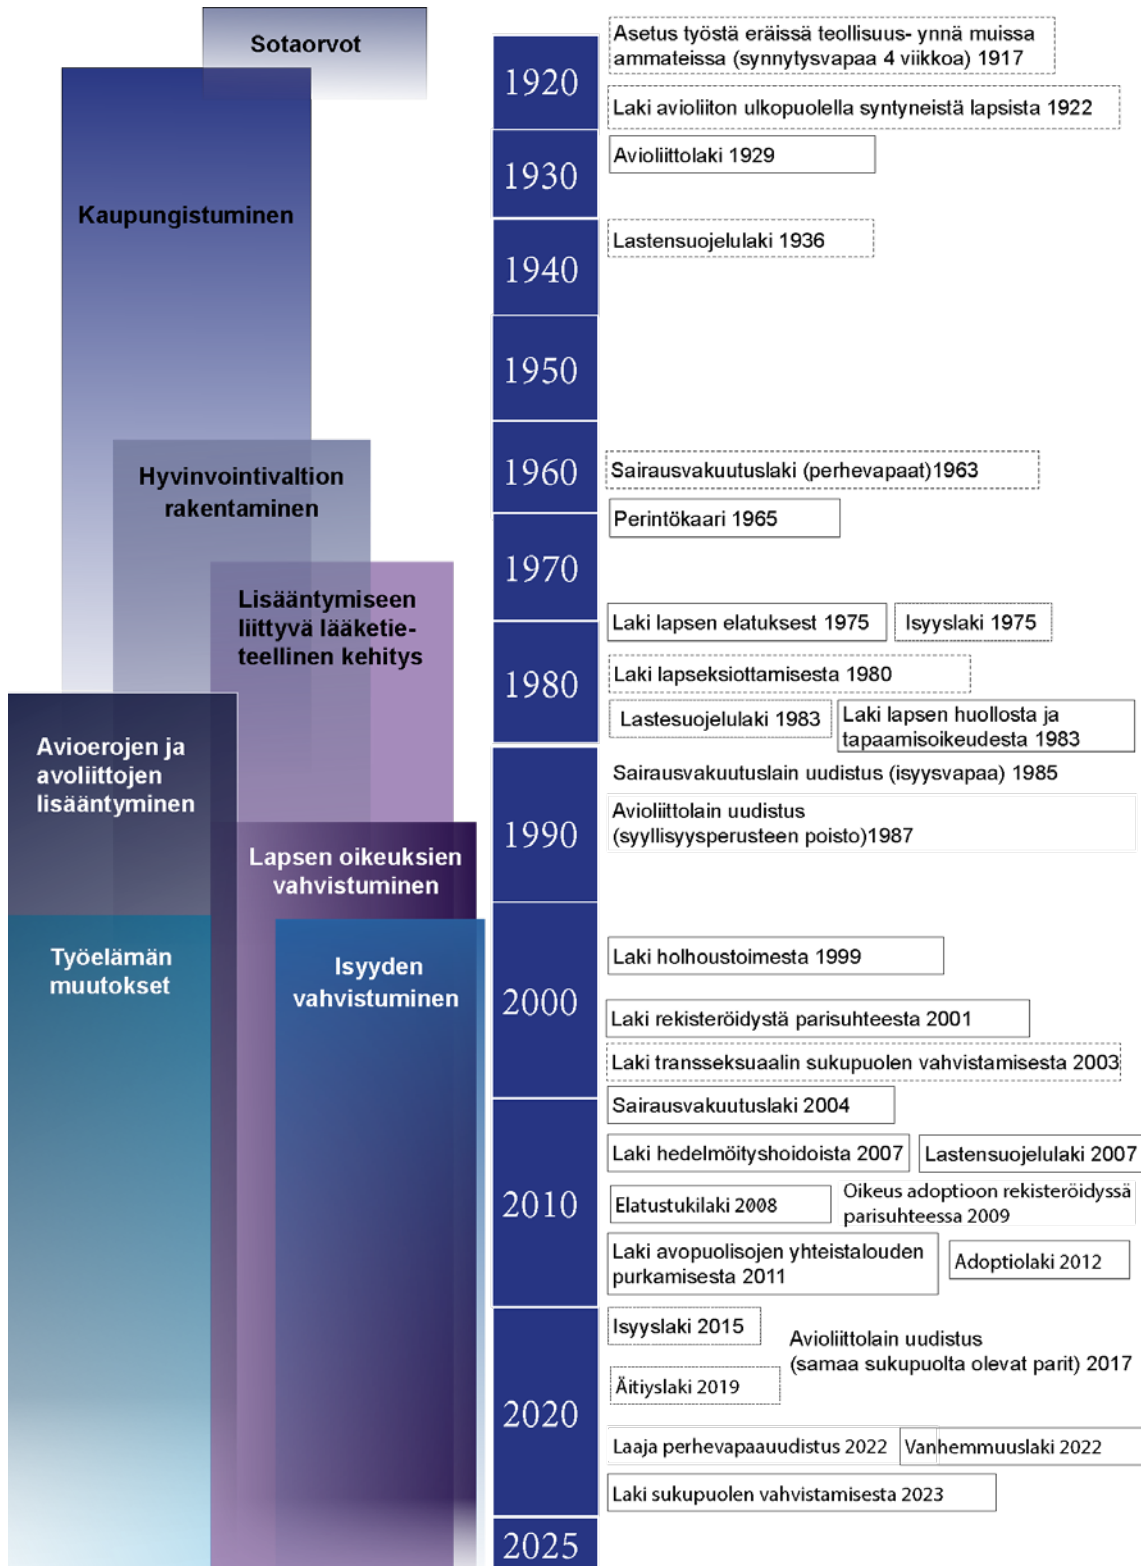 Sotaorvot
Kaupungistuminen
Hyvinvointivaltion
rakentaminen
Lisääntymiseen
liittyvä lääketie-
teellinen kehitys
Avioerojen ja
avoliittojen
lisääntyminen
Lapsen oikeuksien
vahvistuminen
Työelämän
muutokset
Isyyden
vahvistuminen
1920
1930
1940
1950
1960
1970
1980
1990
2000
2010
2020
2025
Asetus työstä eräissä teollisuus- ynnä muissa
ammateissa (synnytysvapaa 4 viikkoa) 1917
Laki avioliiton ulkopuolella syntyneistä lapsista 1922
Avioliittolaki 1929
Lastensuojelulaki 1936
Sairausvakuutuslaki (perhevapaat)1963
Perintökaari 1965
Laki lapsen elatuksest 1975
Isyyslaki 1975
Laki lapseksiottamisesta 1980
Lastesuojelulaki 1983
Laki lapsen huollosta ja
tapaamisoikeudesta 1983
Sairausvakuutuslain uudistus (isyysvapaa) 1985
Avioliittolain uudistus
(syyllisyysperusteen poisto)1987
Laki holhoustoimesta 1999
Laki rekisteröidystä parisuhteesta 2001
Laki transseksuaalin sukupuolen vahvistamisesta 2003
Sairausvakuutuslaki 2004
Laki hedelmöityshoidoista 2007
Lastensuojelulaki 2007
Elatustukilaki 2008
Oikeus adoptioon rekisteröidyssä
parisuhteessa 2009
Laki avopuolisojen yhteistalouden
purkamisesta 2011
Adoptiolaki 2012
Isyyslaki 2015
Avioliittolain uudistus
(samaa sukupuolta olevat parit) 2017
Äitiyslaki 2019
Laaja perhevapaauudistus 2022
Vanhemmuuslaki 2022
Laki sukupuolen vahvistamisesta 2023